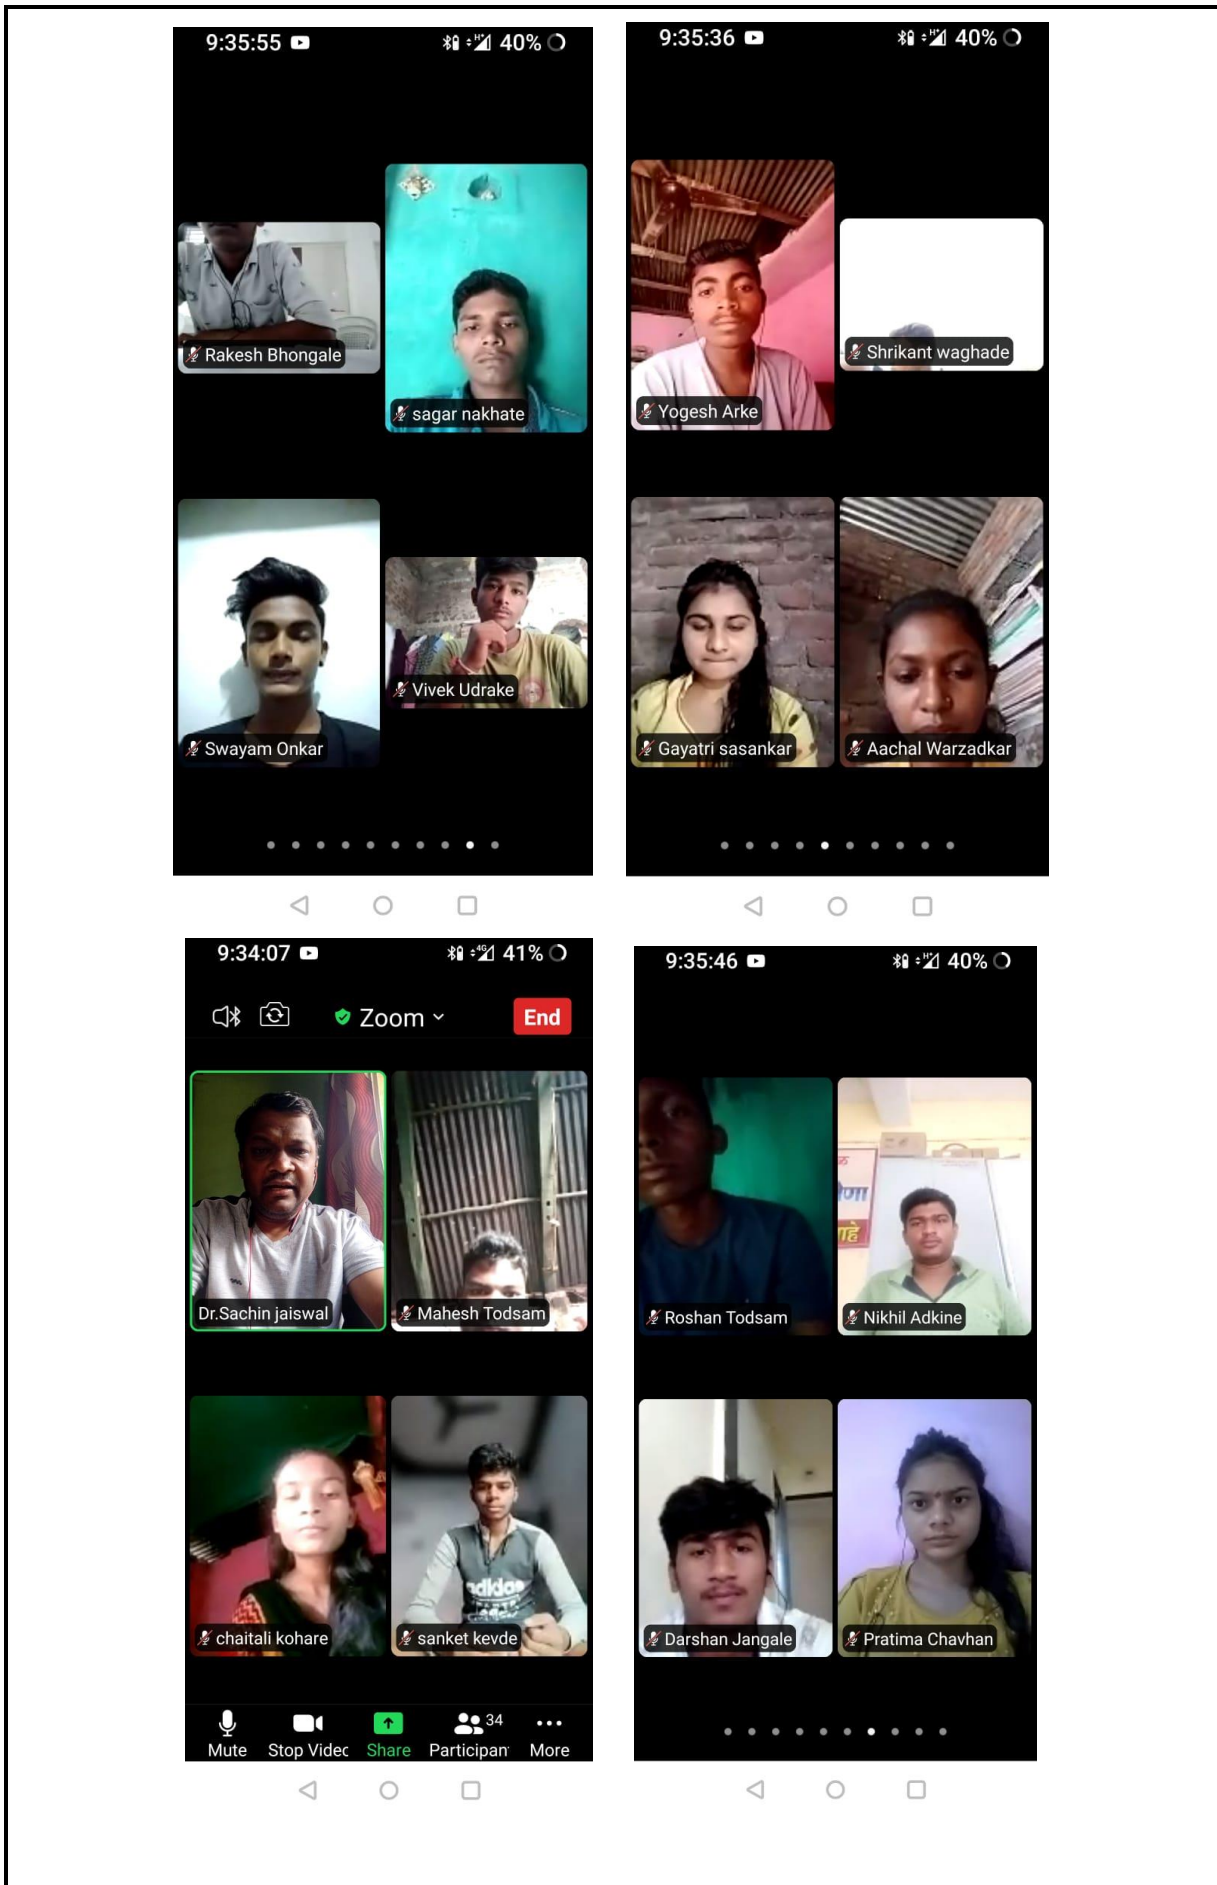 9:35:55 40%
Rakesh Bhongale
sagar nakhate
Swayam Onkar
Vivek Udrake
9:35:36 40%
Yogesh Arke
Shrikant waghade
Gayatri sasankar
Aachal Warzadkar
9:34:07 4G 41%
Zoom End
Dr.Sachin jaiswal
Mahesh Todsam
chaitali kohare
adidas
sanket kevde
34
Mute Stop Videc Share Participan More
9:35:46 40%
Roshan Todsam
Nikhil Adkine
Darshan Jangale
Pratima Chavhan